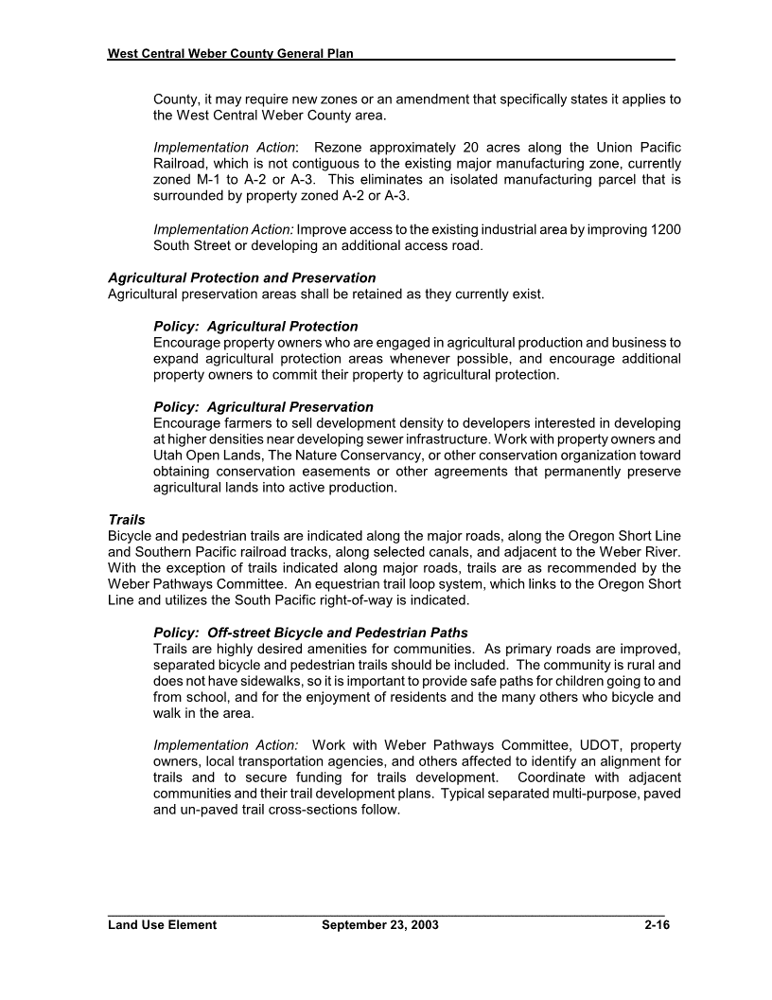 West Central Weber County General Plan
County, it may require new zones or an amendment that specifically states it applies to
the West Central Weber County area.
Implementation Action:  Rezone approximately 20 acres along the Union Pacific
Railroad, which is not contiguous to the existing major manufacturing zone, currently
zoned M-1 to A-2 or A-3.  This eliminates an isolated manufacturing parcel that is
surrounded by property zoned A-2 or A-3.
Implementation Action: Improve access to the existing industrial area by improving 1200
South Street or developing an additional access road.
Agricultural Protection and Preservation
Agricultural preservation areas shall be retained as they currently exist.
Policy:  Agricultural Protection
Encourage property owners who are engaged in agricultural production and business to
expand agricultural protection areas whenever possible, and encourage additional
property owners to commit their property to agricultural protection.
Policy:  Agricultural Preservation
Encourage farmers to sell development density to developers interested in developing
at higher densities near developing sewer infrastructure. Work with property owners and
Utah Open Lands, The Nature Conservancy, or other conservation organization toward
obtaining conservation easements or other agreements that permanently preserve
agricultural lands into active production.
Trails
Bicycle and pedestrian trails are indicated along the major roads, along the Oregon Short Line
and Southern Pacific railroad tracks, along selected canals, and adjacent to the Weber River.
With the exception of trails indicated along major roads, trails are as recommended by the
Weber Pathways Committee.  An equestrian trail loop system, which links to the Oregon Short
Line and utilizes the South Pacific right-of-way is indicated.
Policy:  Off-street Bicycle and Pedestrian Paths
Trails are highly desired amenities for communities.  As primary roads are improved,
separated bicycle and pedestrian trails should be included.  The community is rural and
does not have sidewalks, so it is important to provide safe paths for children going to and
from school, and for the enjoyment of residents and the many others who bicycle and
walk in the area.
Implementation Action:  Work with Weber Pathways Committee, UDOT, property
owners, local transportation agencies, and others affected to identify an alignment for
trails and to secure funding for trails development.  Coordinate with adjacent
communities and their trail development plans.  Typical separated multi-purpose, paved
and un-paved trail cross-sections follow.
Land Use Element September 23, 2003 2-16